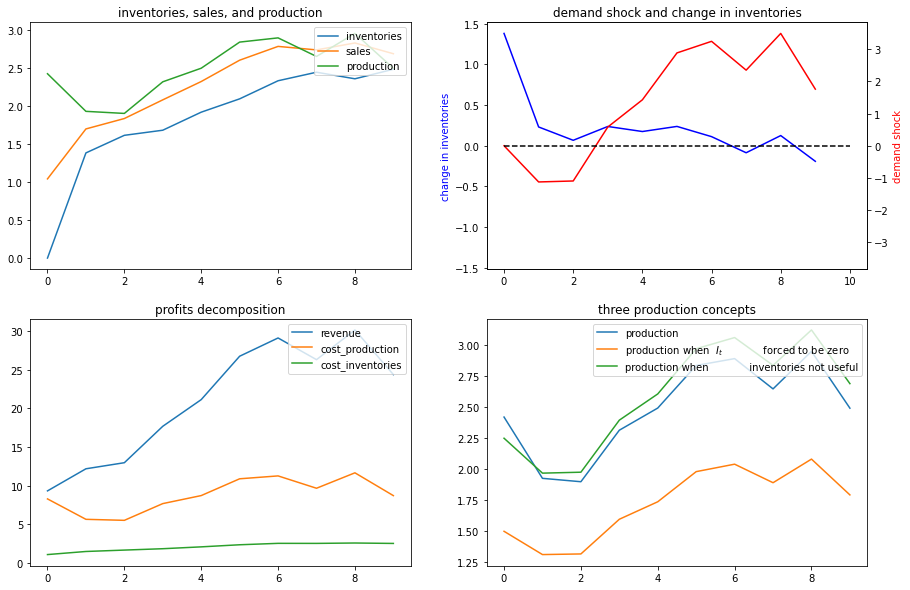 inventories, sales, and production
inventories
sales
production
3.0
2.5
2.0
1.5
1.0
0.5
0.0
0 2 4 6 8
demand shock and change in inventories
change in inventories
1.5
1.0
0.5
0.0
−0.5
−1.0
−1.5
3
2
1
0
−1
−2
−3
demand shock
0 2 4 6 8 10
profits decomposition
revenue
cost_production
cost_inventories
30
25
20
15
10
5
0
0 2 4 6 8
three production concepts
production
production when I_t forced to be zero
production when inventories not useful
3.00
2.75
2.50
2.25
2.00
1.75
1.50
1.25
0 2 4 6 8